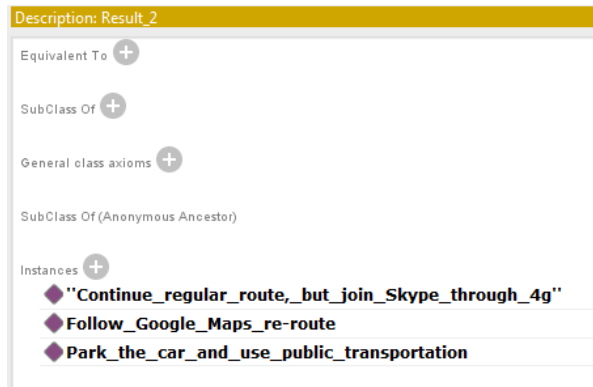 Description: Result_2
Equivalent To
SubClass Of
General class axioms
SubClass Of (Anonymous Ancestor)
Instances
''Continue_regular_route,_but_join_Skype_through_4g''
Follow_Google_Maps_re-route
Park_the_car_and_use_public_transportation